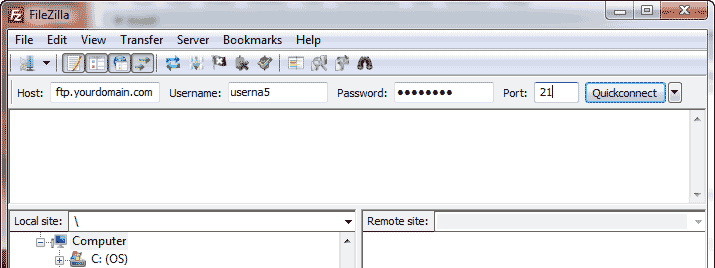 FileZilla
File Edit View Transfer Server Bookmarks Help
Host: ftp.yourdomain.com Username: userna5 Password: ●●●●●●●● Port: 21 Quickconnect
Local site: \ Remote site:
Computer
C: (OS)